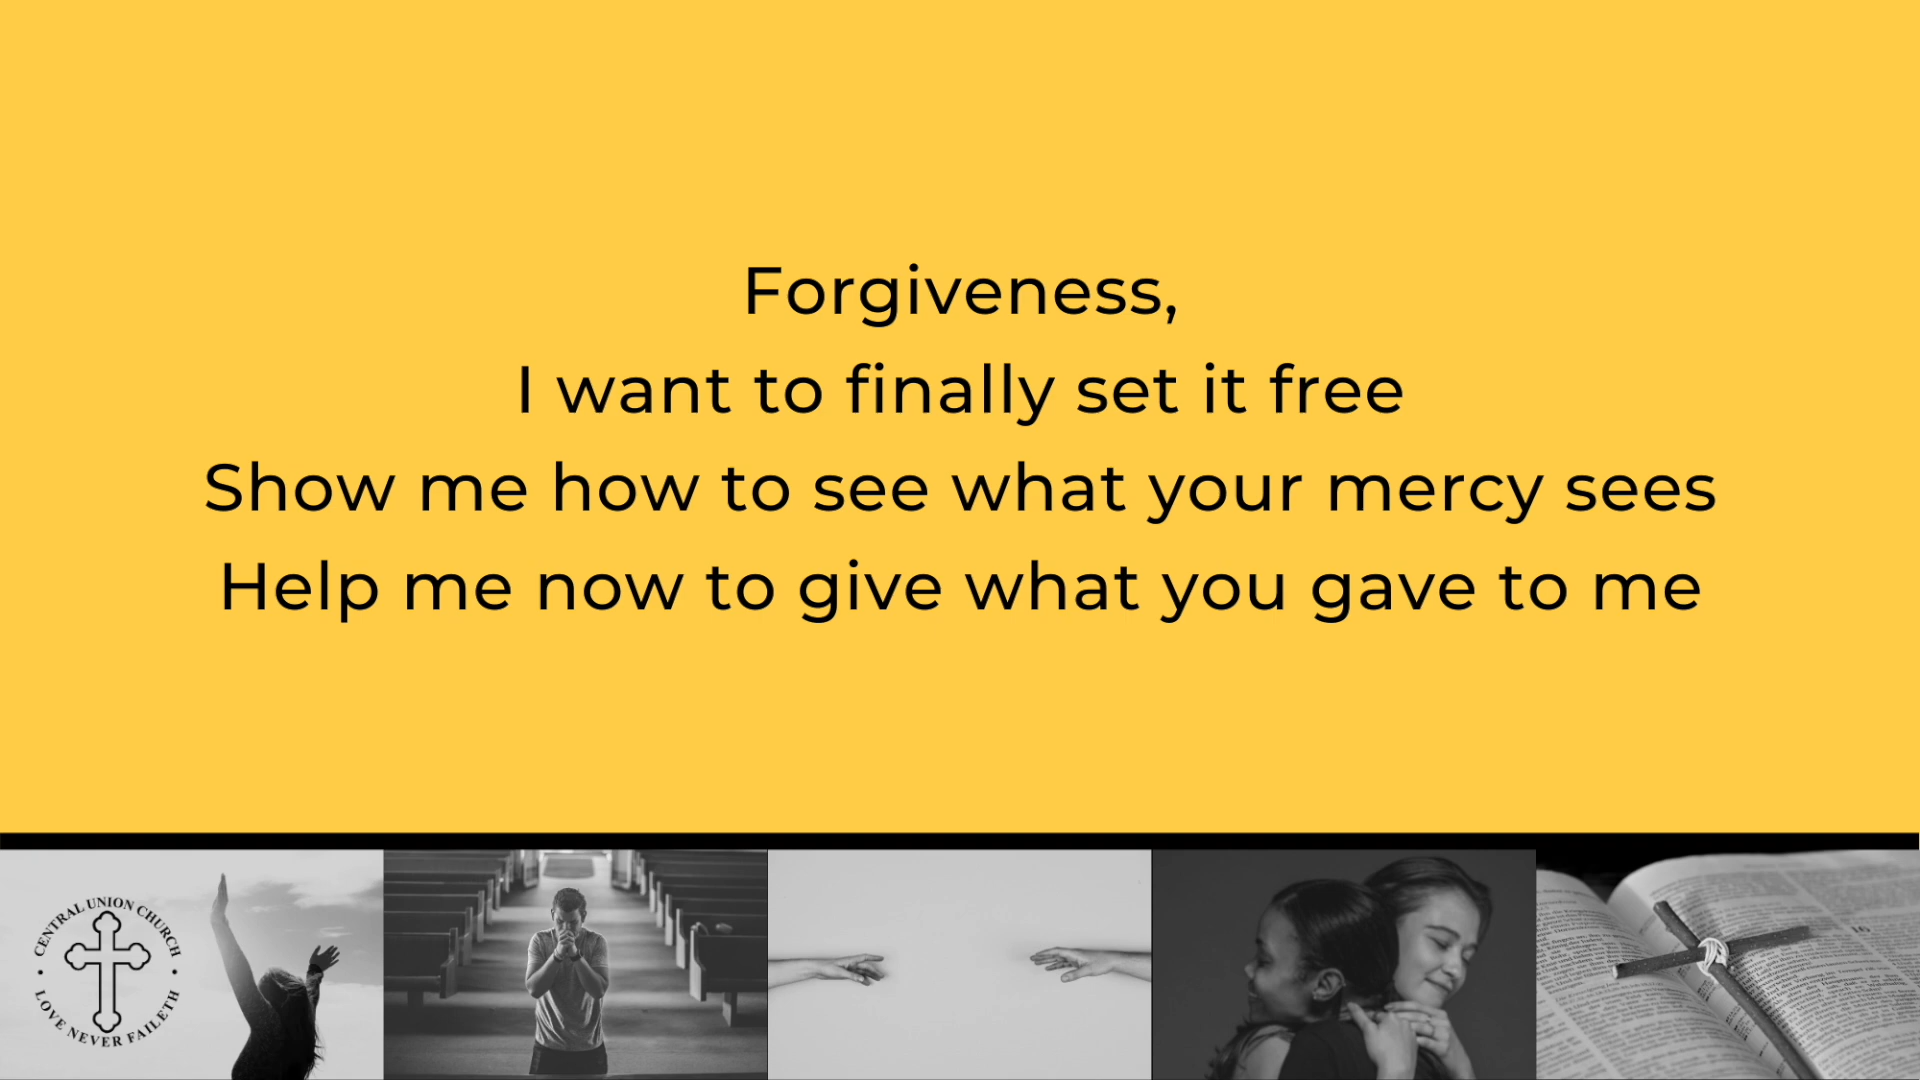 Forgiveness,
I want to finally set it free
Show me how to see what your mercy sees
Help me now to give what you gave to me
CENTRAL UNION CHURCH
• LOVE NEVER FAILETH •